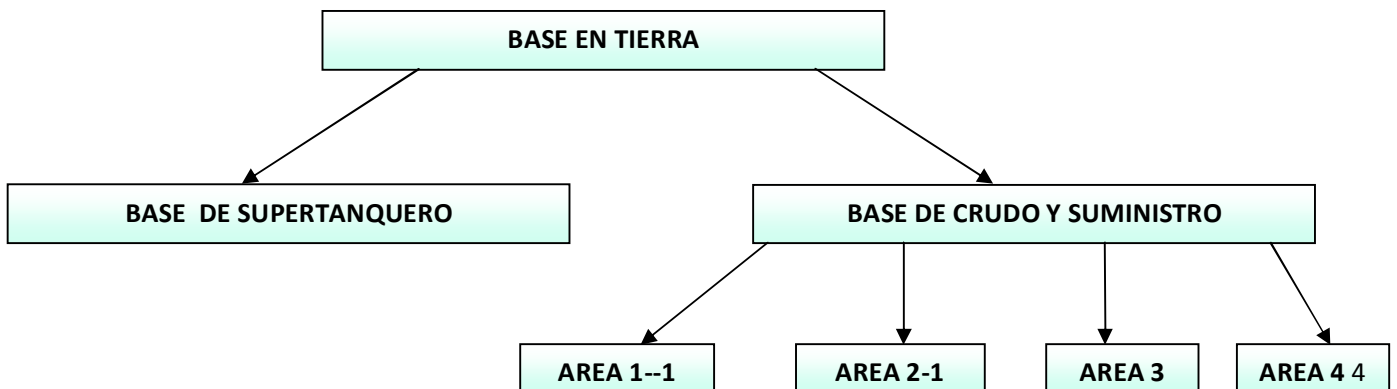 BASE EN TIERRA
BASE DE SUPERTANQUERO
BASE DE CRUDO Y SUMINISTRO
AREA 1--1
AREA 2-1
AREA 3
AREA 4 4